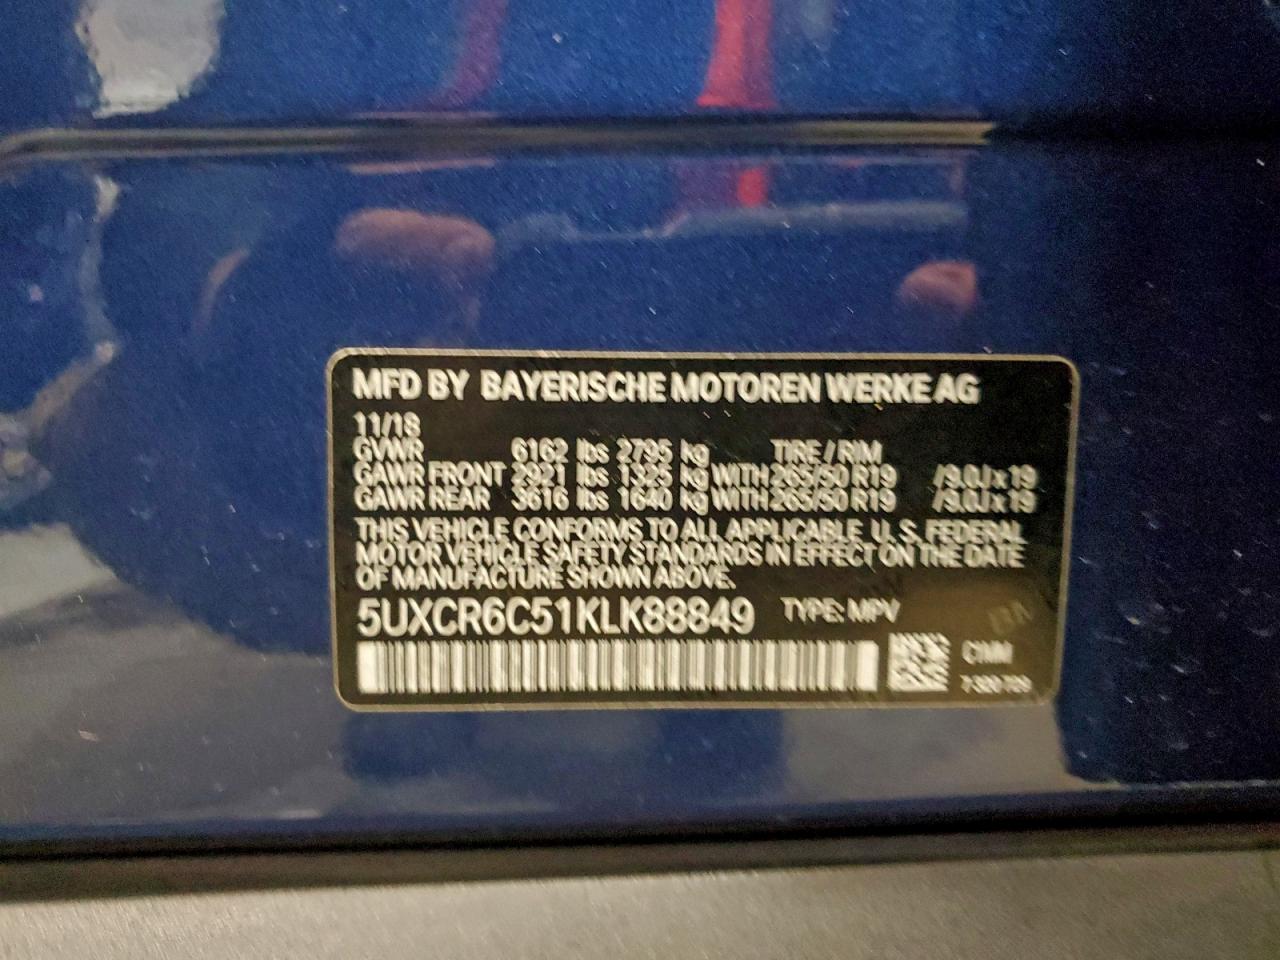 MFD BY BAYERISCHE MOTOREN WERKE AG
11/18
GVWR 6162 lbs 2795 kg TIRE / RIM
GAWR FRONT 2921 lbs 1325 kg WITH 265/50 R19 /9.0J x 19
GAWR REAR 3616 lbs 1640 kg WITH 265/50 R19 /9.0J x 19
THIS VEHICLE CONFORMS TO ALL APPLICABLE U.S. FEDERAL
MOTOR VEHICLE SAFETY STANDARDS IN EFFECT ON THE DATE
OF MANUFACTURE SHOWN ABOVE.
5UXCR6C51KLK88849 TYPE: MPV